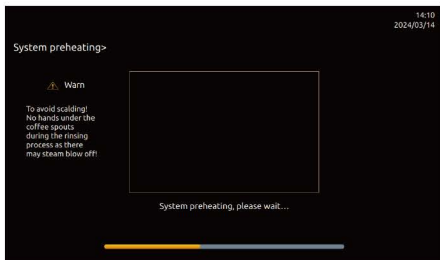 14:10
2024/03/14
System preheating>
Warn
To avoid scalding!
No hands under the
coffee spouts
during the rinsing
process as there
may steam blow off!
System preheating, please wait...